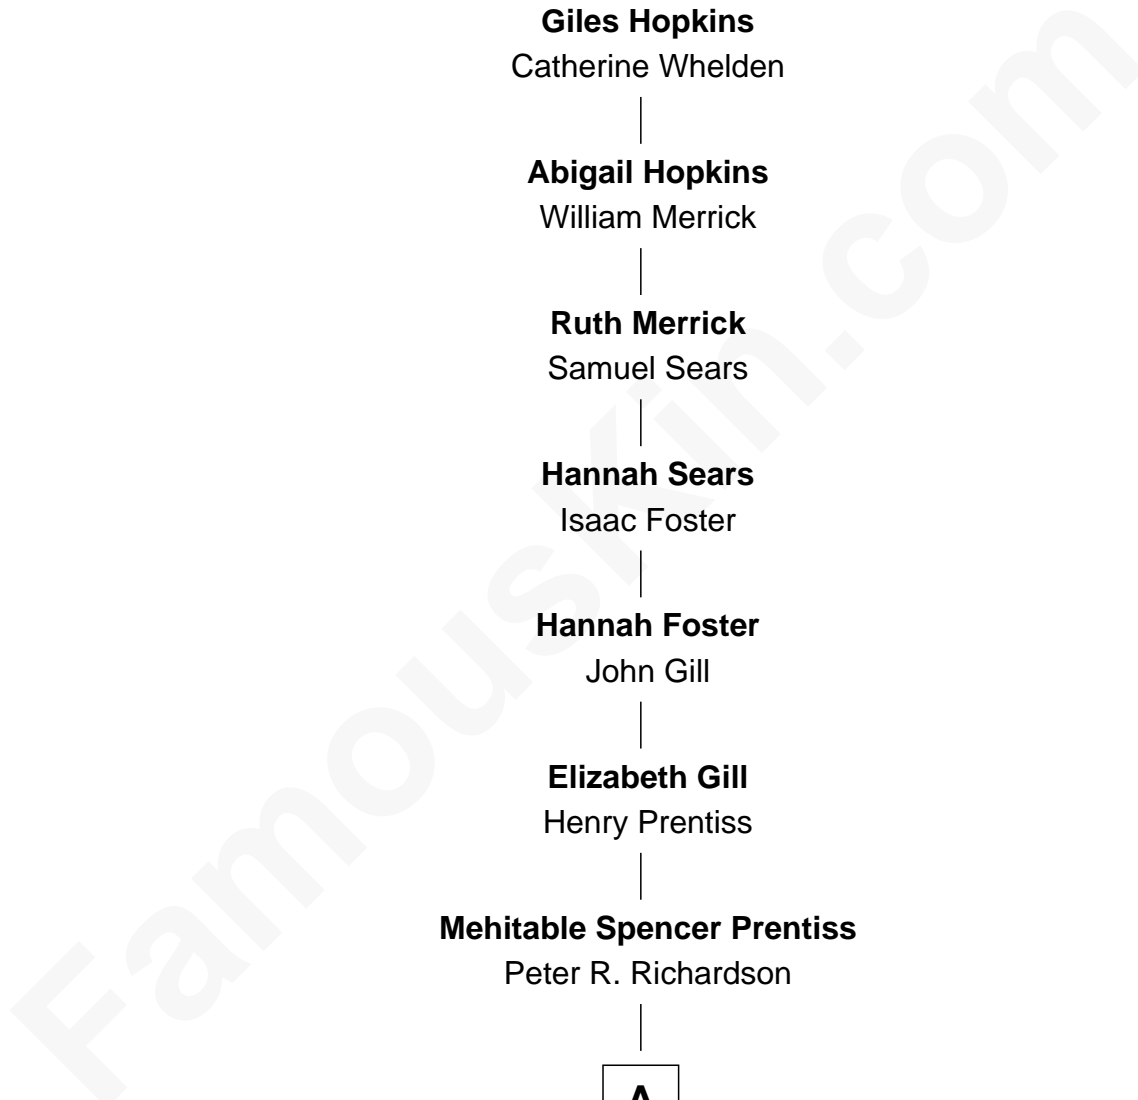 Giles Hopkins
Catherine Whelden
Abigail Hopkins
William Merrick
Ruth Merrick
Samuel Sears
Hannah Sears
Isaac Foster
Hannah Foster
John Gill
Elizabeth Gill
Henry Prentiss
Mehitable Spencer Prentiss
Peter R. Richardson
A
FamousKin.com